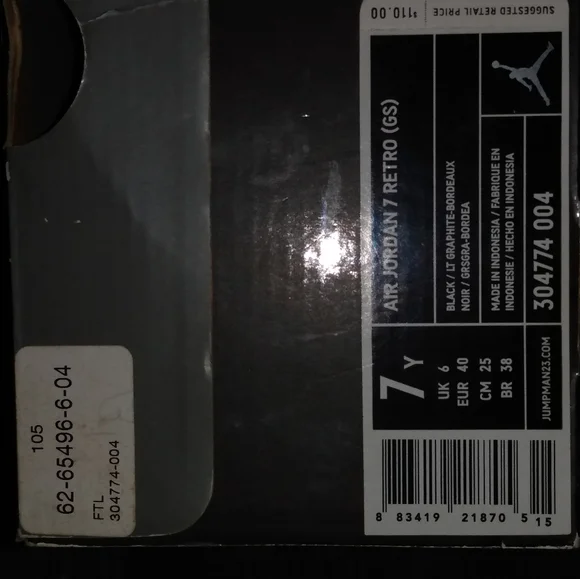 SUGGESTED RETAIL PRICE
$110.00
AIR JORDAN 7 RETRO (GS)
BLACK / LT GRAPHITE-BORDEAUX
NOIR / GRSGRA-BORDEA
MADE IN INDONESIA / FABRIQUE EN
INDONESIE / HECHO EN INDONESIA
304774 004
7 Y
UK 6
EUR 40
CM 25
BR 38
JUMPMAN23.COM
8 83419 21870 5 15
105
62-65496-6-04
FTL
304774-004